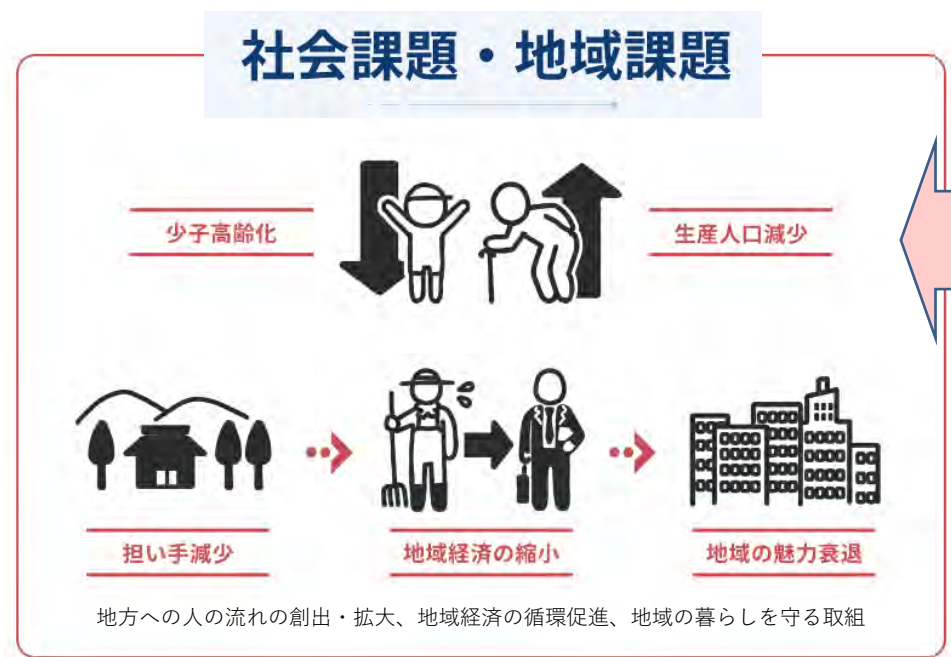 社会課題・地域課題
少子高齢化
生産人口減少
担い手減少
地域経済の縮小
地域の魅力衰退
地方への人の流れの創出・拡大、地域経済の循環促進、地域の暮らしを守る取組